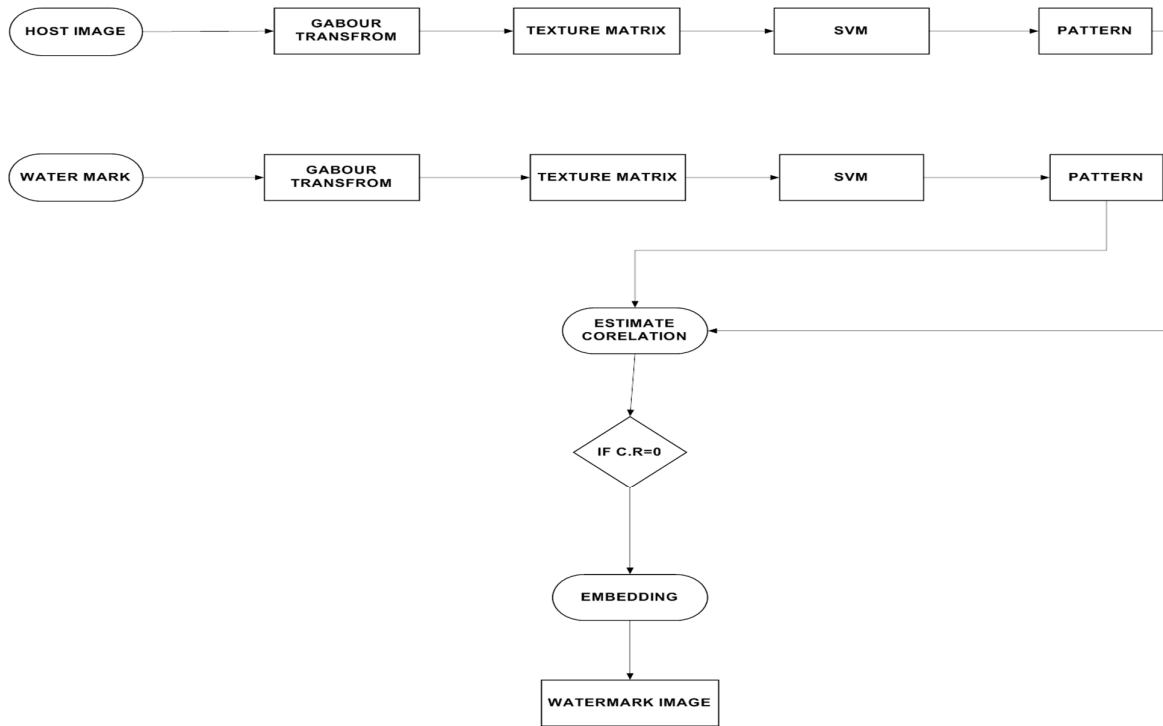 HOST IMAGE
GABOUR
TRANSFROM
TEXTURE MATRIX
SVM
PATTERN
WATER MARK
GABOUR
TRANSFROM
TEXTURE MATRIX
SVM
PATTERN
ESTIMATE
CORELATION
IF C.R=0
EMBEDDING
WATERMARK IMAGE